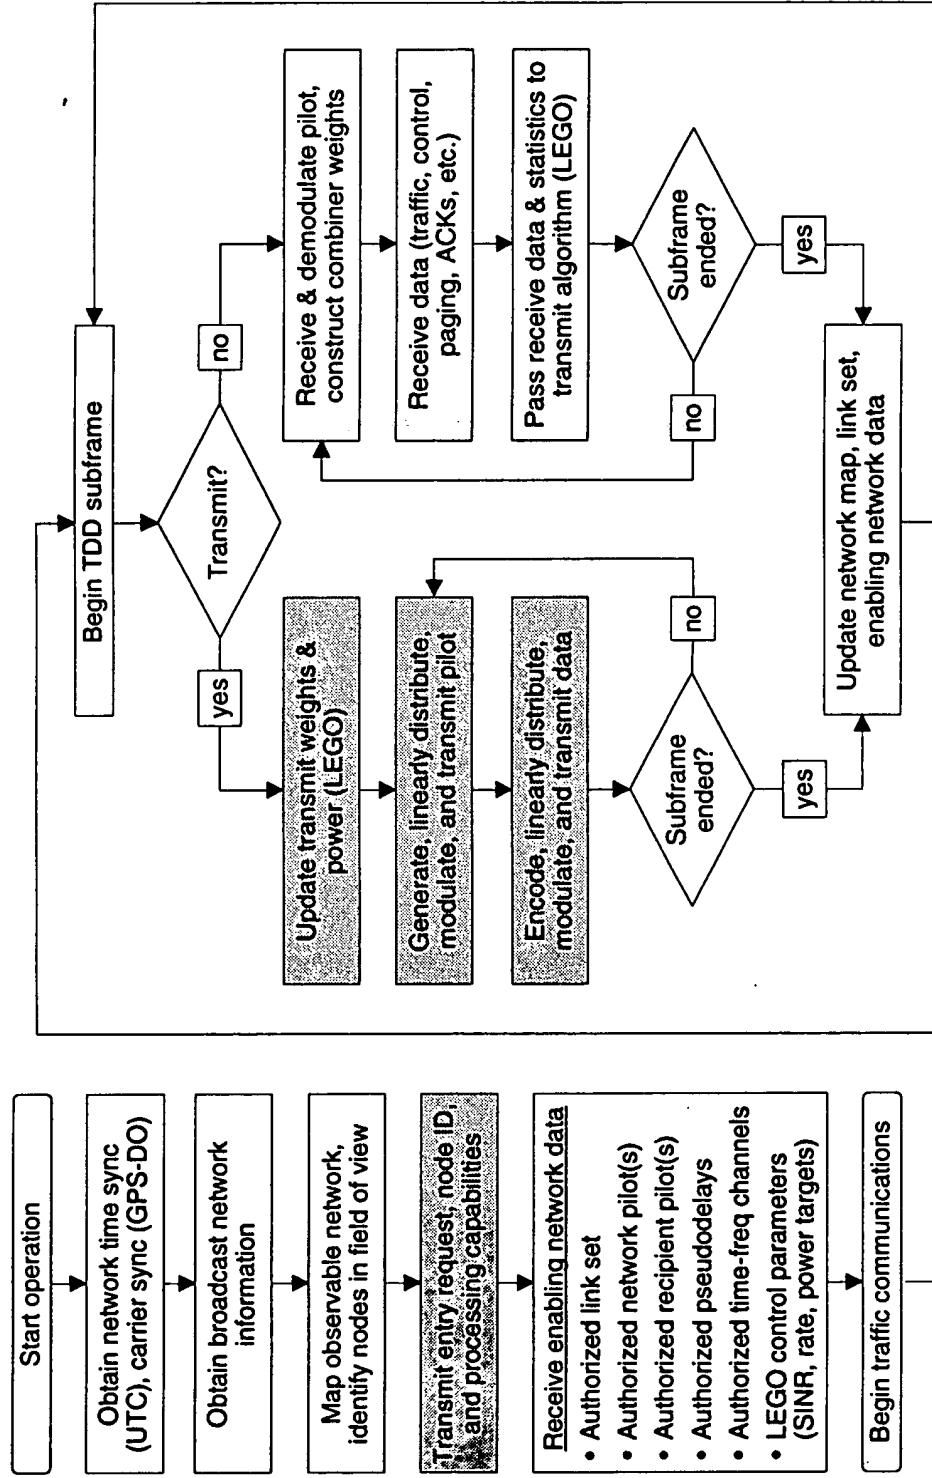 Start operation
Obtain network time sync
(UTC), carrier sync (GPS-DO)
Obtain broadcast network
information
Map observable network,
identify nodes in field of view
Transmit entry request, node ID,
and processing capabilities
Receive enabling network data
• Authorized link set
• Authorized network pilot(s)
• Authorized recipient pilot(s)
• Authorized pseudodelays
• Authorized time-freq channels
• LEGO control parameters
(SINR, rate, power targets)
Begin traffic communications
Begin TDD subframe
Transmit?
yes
no
Update transmit weights &
power (LEGO)
Generate, linearly distribute,
modulate, and transmit pilot
Encode, linearly distribute,
modulate, and transmit data
Subframe
ended?
no
yes
Receive & demodulate pilot,
construct combiner weights
Receive data (traffic, control,
paging, ACKs, etc.)
Pass receive data & statistics to
transmit algorithm (LEGO)
Subframe
ended?
no
yes
Update network map, link set,
enabling network data